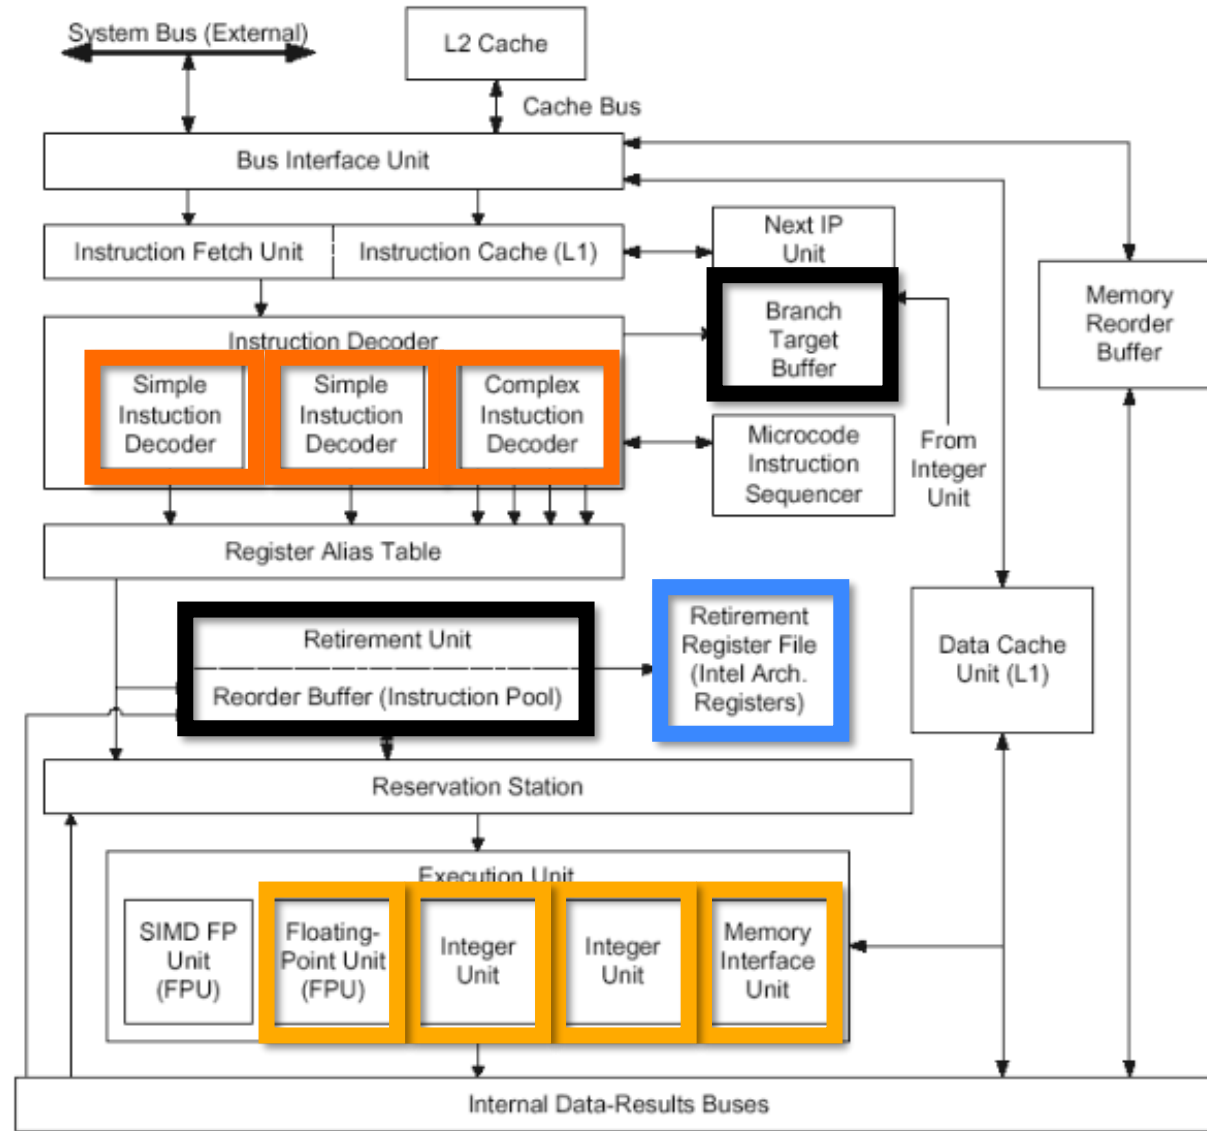 System Bus (External)
L2 Cache
Cache Bus
Bus Interface Unit
Instruction Fetch Unit
Instruction Cache (L1)
Next IP
Unit
Branch
Target
Buffer
Memory
Reorder
Buffer
Instruction Decoder
Simple
Instuction
Decoder
Simple
Instuction
Decoder
Complex
Instuction
Decoder
Microcode
Instruction
Sequencer
From
Integer
Unit
Register Alias Table
Retirement Unit
Reorder Buffer (Instruction Pool)
Retirement
Register File
(Intel Arch.
Registers)
Data Cache
Unit (L1)
Reservation Station
Execution Unit
SIMD FP
Unit
(FPU)
Floating-
Point Unit
(FPU)
Integer
Unit
Integer
Unit
Memory
Interface
Unit
Internal Data-Results Buses